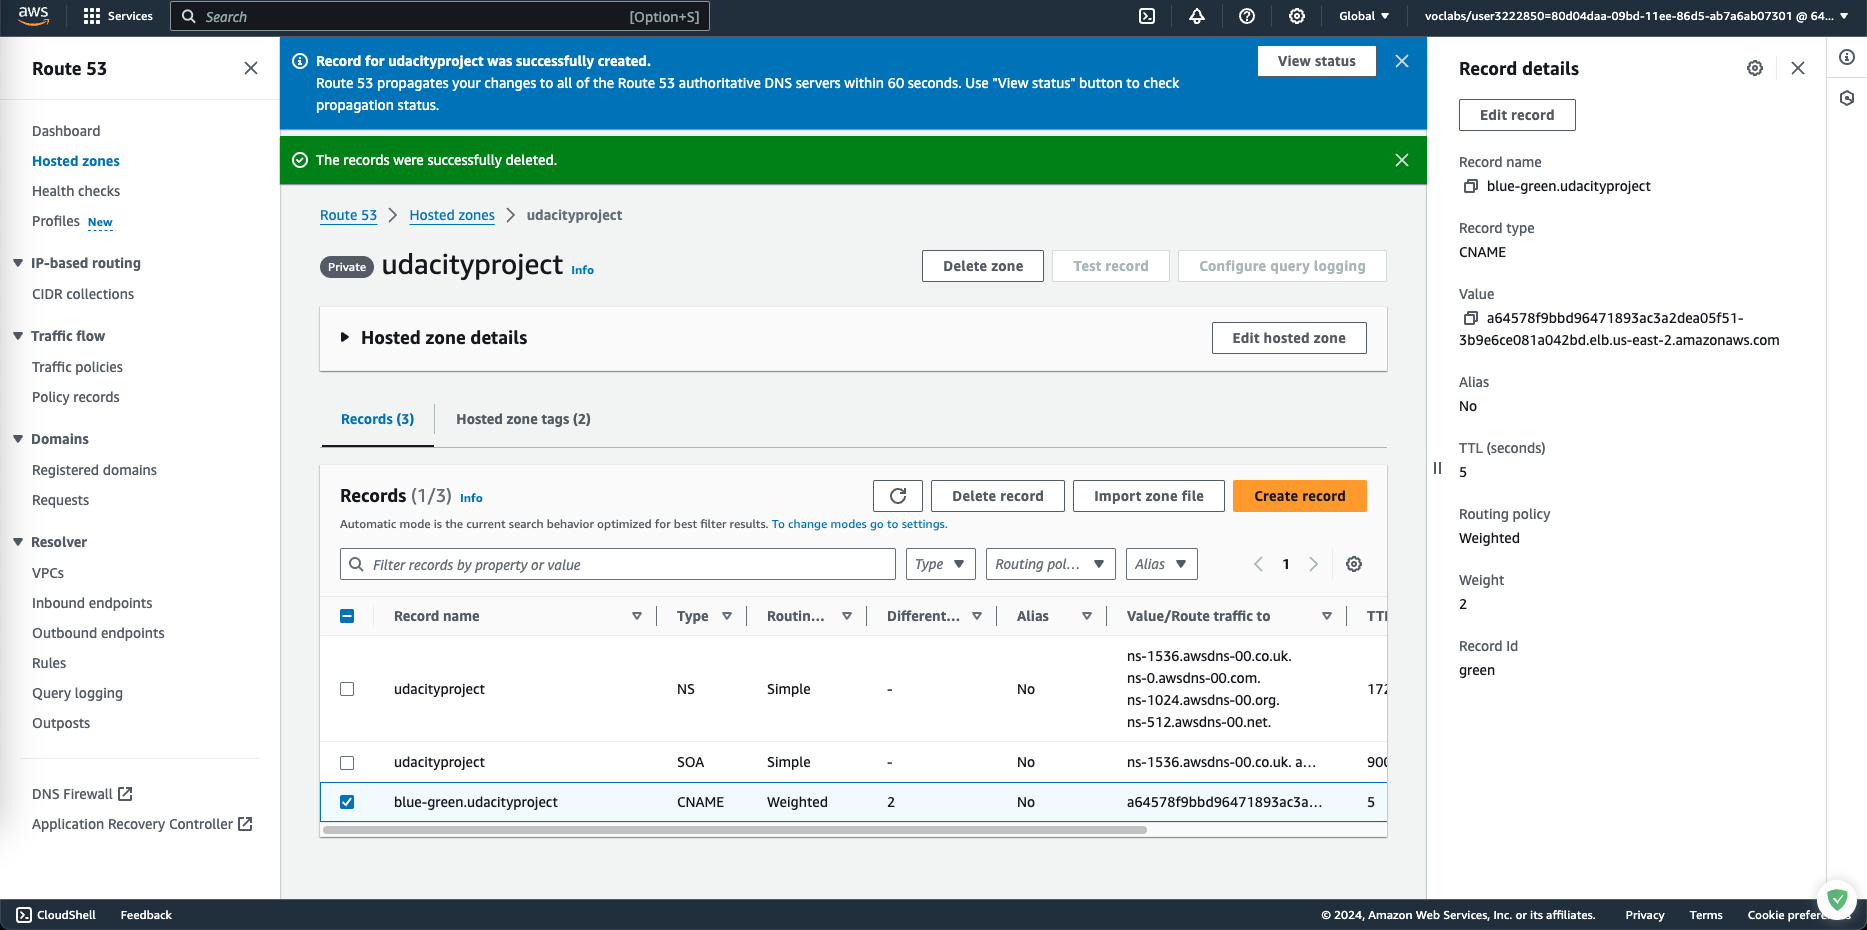 aws
Services
Search
[Option+S]
Global
voclabs/user3222850=80d04daa-09bd-11ee-86d5-ab7a6ab07301 @ 64...
Route 53
Dashboard
Hosted zones
Health checks
Profiles New
IP-based routing
CIDR collections
Traffic flow
Traffic policies
Policy records
Domains
Registered domains
Requests
Resolver
VPCs
Inbound endpoints
Outbound endpoints
Rules
Query logging
Outposts
DNS Firewall
Application Recovery Controller
Record for udacityproject was successfully created.
Route 53 propagates your changes to all of the Route 53 authoritative DNS servers within 60 seconds. Use "View status" button to check
propagation status.
View status
The records were successfully deleted.
Route 53 > Hosted zones > udacityproject
Private udacityproject Info
Delete zone
Test record
Configure query logging
Hosted zone details
Edit hosted zone
Records (3)
Hosted zone tags (2)
Records (1/3) Info
Delete record
Import zone file
Create record
Automatic mode is the current search behavior optimized for best filter results. To change modes go to settings.
Filter records by property or value
Type
Routing pol...
Alias
1
Record name Type Routin... Different... Alias Value/Route traffic to TTL
ns-1536.awsdns-00.co.uk.
ns-0.awsdns-00.com.
udacityproject NS Simple - No ns-1024.awsdns-00.org. 172
ns-512.awsdns-00.net.
udacityproject SOA Simple - No ns-1536.awsdns-00.co.uk. a... 900
blue-green.udacityproject CNAME Weighted 2 No a64578f9bbd96471893ac3a... 5
Record details
Edit record
Record name
blue-green.udacityproject
Record type
CNAME
Value
a64578f9bbd96471893ac3a2dea05f51-
3b9e6ce081a042bd.elb.us-east-2.amazonaws.com
Alias
No
TTL (seconds)
5
Routing policy
Weighted
Weight
2
Record Id
green
CloudShell
Feedback
© 2024, Amazon Web Services, Inc. or its affiliates.
Privacy
Terms
Cookie preferences